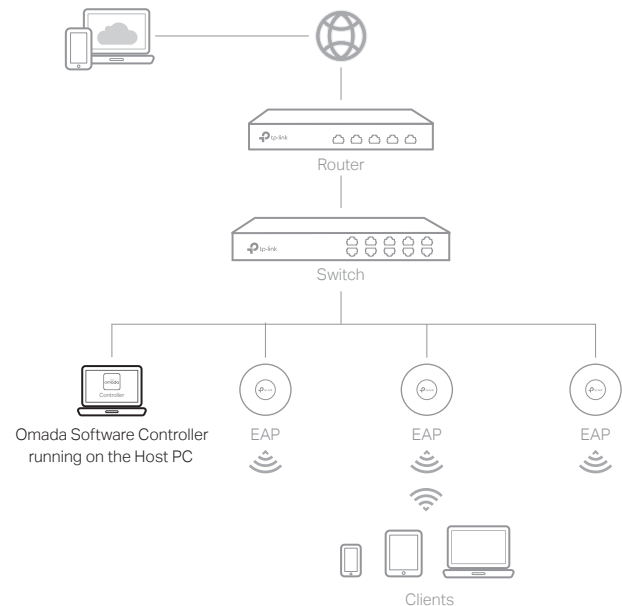 tp-link
Router
tp-link
Switch
omada
Controller
Omada Software Controller
running on the Host PC
EAP
EAP
EAP
Clients